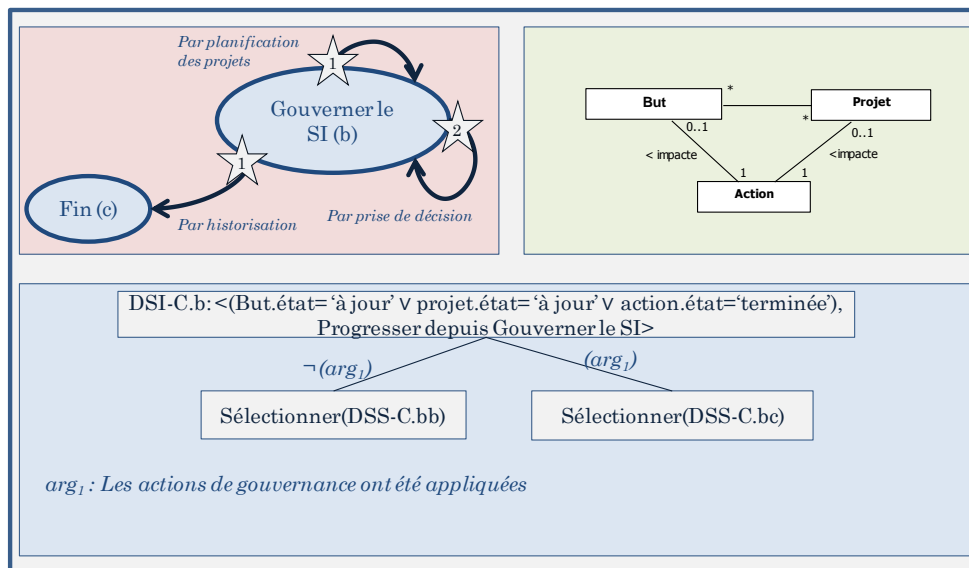 Par planification
des projets
1
Gouverner le
SI (b)
2
1
Fin (c)
Par historisation
Par prise de décision
But
*
Projet
*
0..1
0..1
< impacte
<impacte
1
1
Action
DSI-C.b: <(But.état= ‘à jour’ ∨ projet.état= ‘à jour’ ∨ action.état=‘terminée’),
Progresser depuis Gouverner le SI>
¬ (arg₁)
(arg₁)
Sélectionner(DSS-C.bb)
Sélectionner(DSS-C.bc)
arg₁ : Les actions de gouvernance ont été appliquées